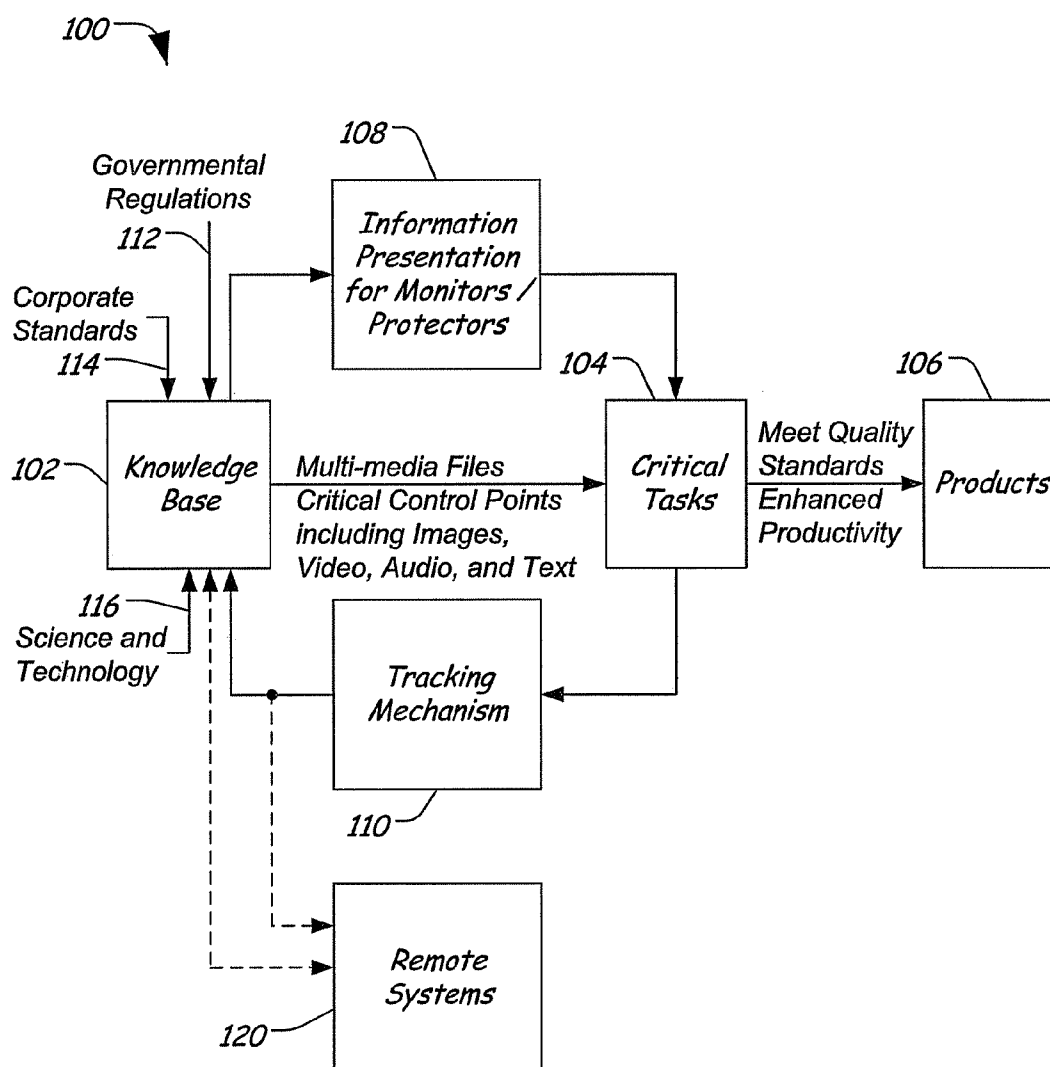 100
108
Governmental
Regulations
112
Information
Presentation
for Monitors /
Protectors
Corporate
Standards
114
104
106
102
Knowledge
Base
Multi-media Files
Critical Control Points
including Images,
Video, Audio, and Text
Critical
Tasks
Meet Quality
Standards
Enhanced
Productivity
Products
116
Science and
Technology
Tracking
Mechanism
110
Remote
Systems
120